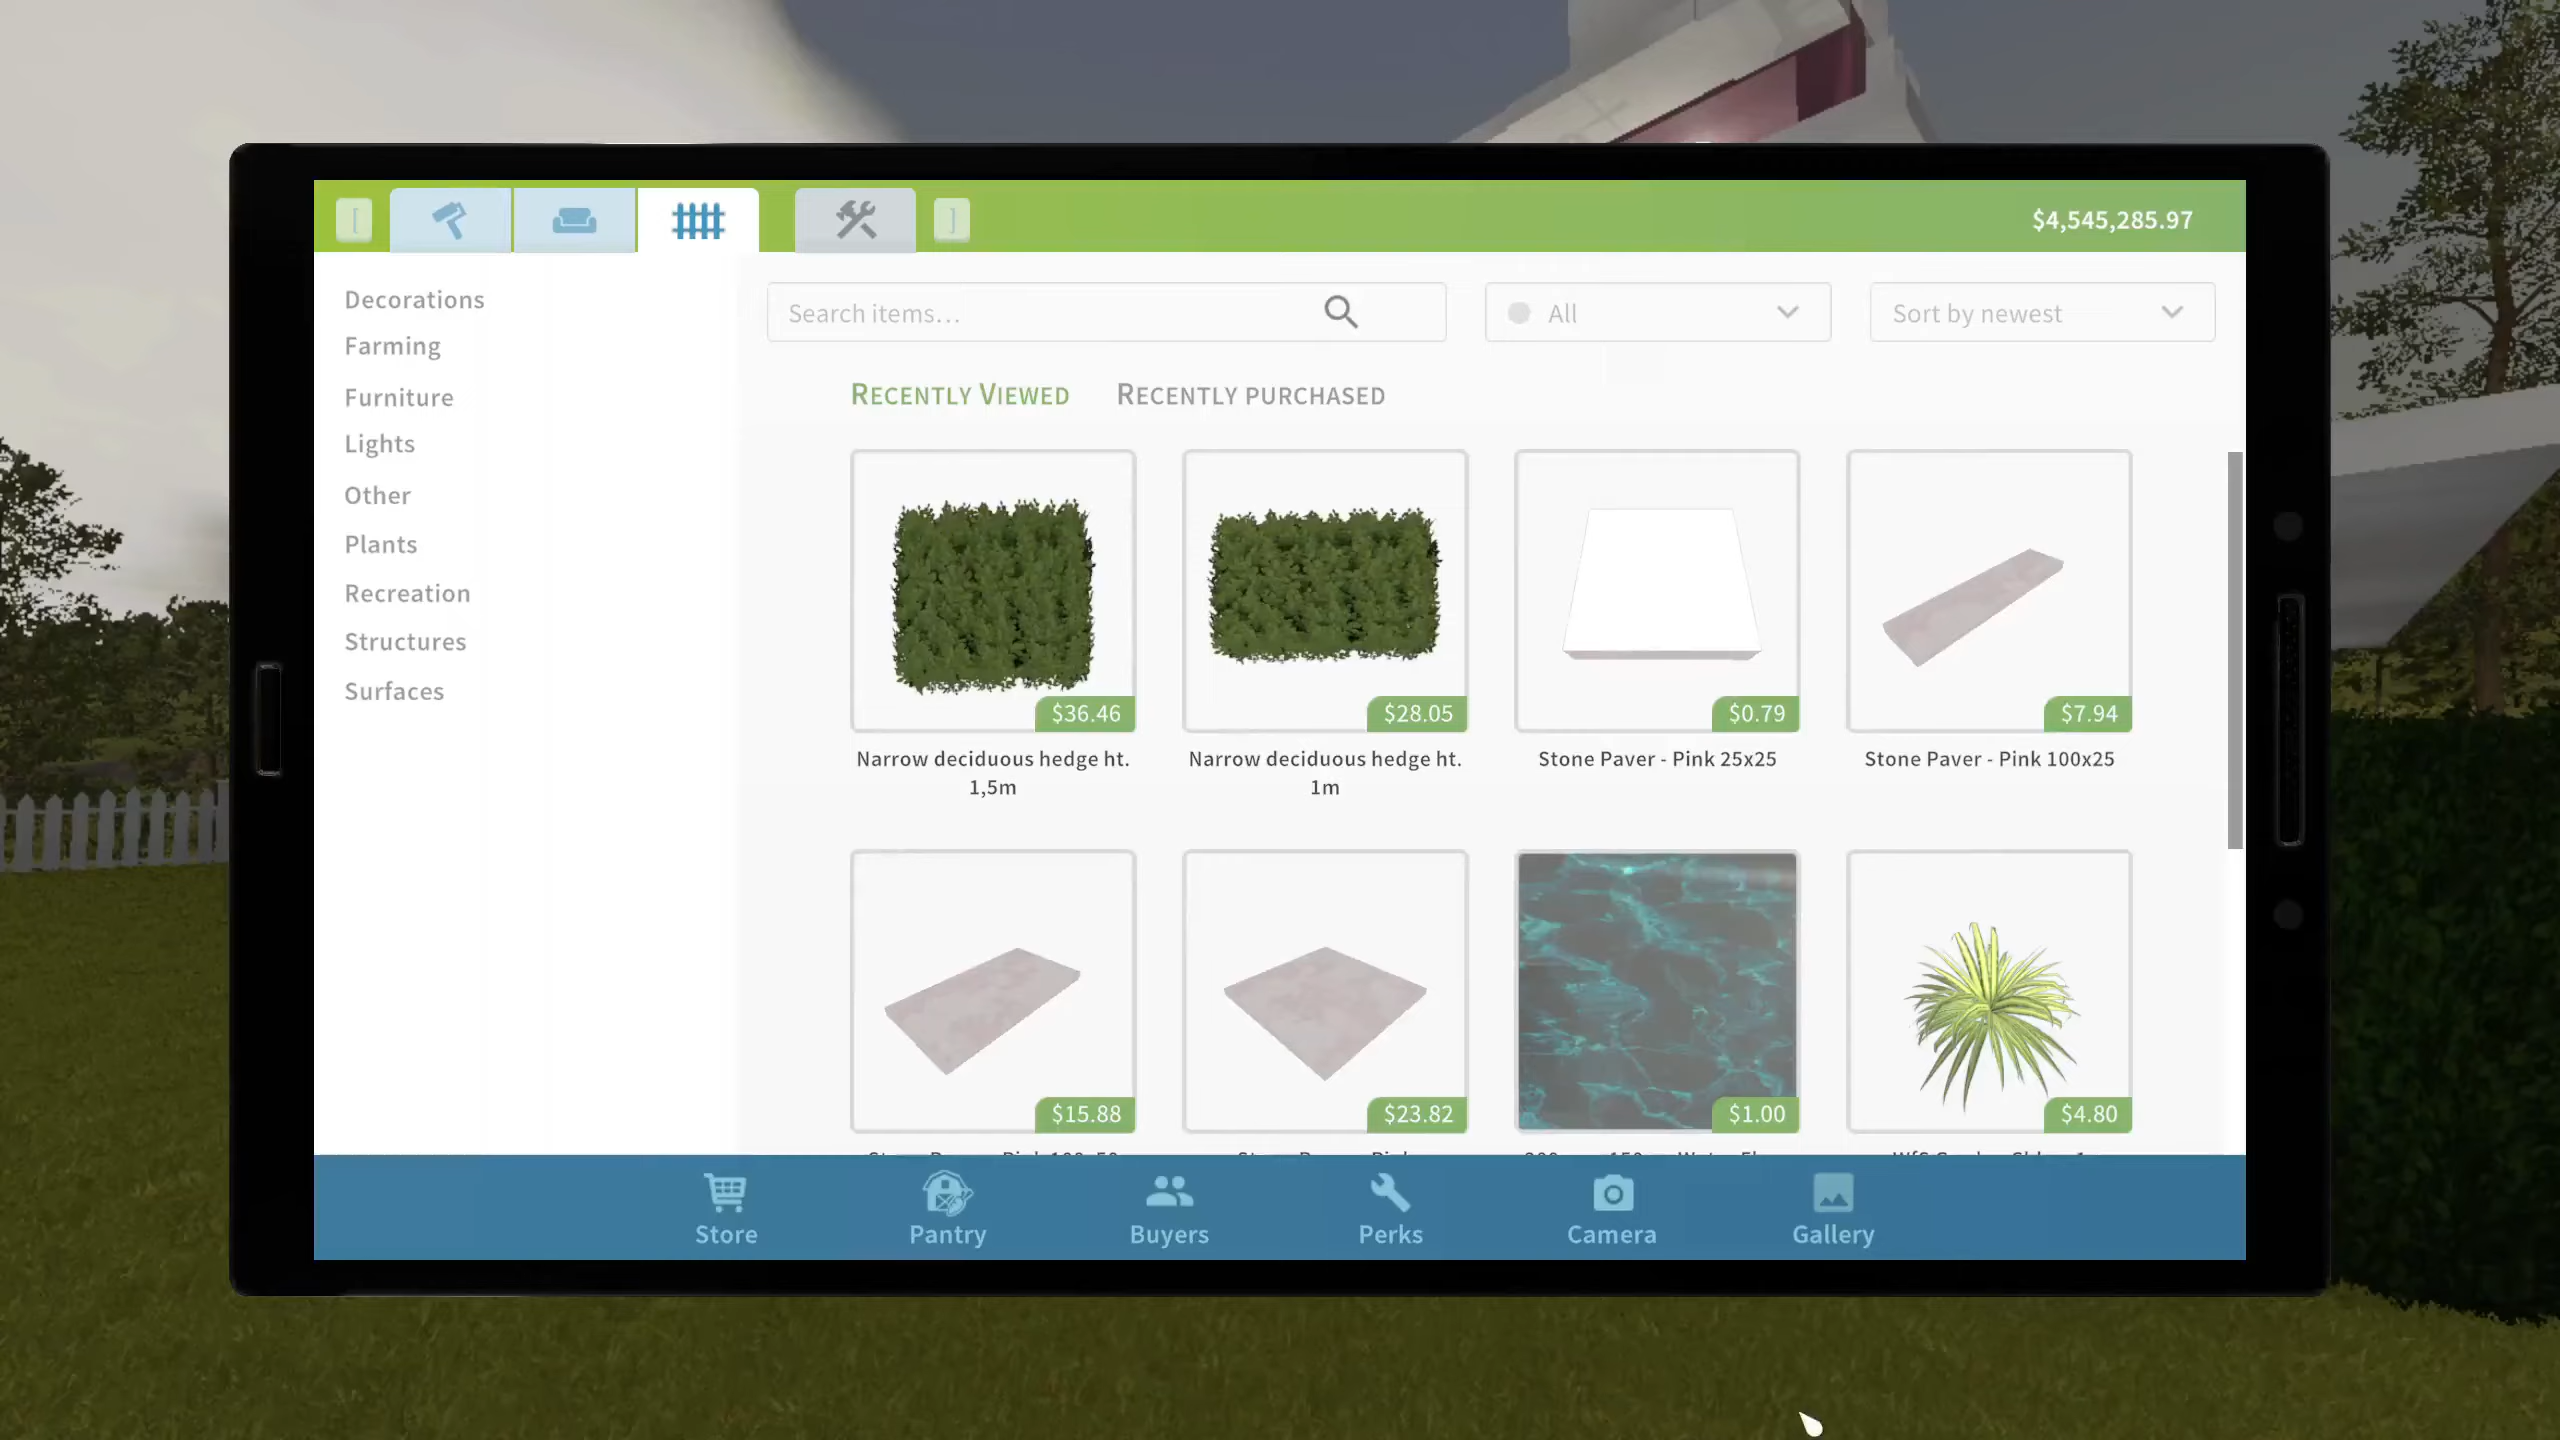 [
]
$4,545,285.97
Decorations
Farming
Furniture
Lights
Other
Plants
Recreation
Structures
Surfaces
Search items...
All
Sort by newest
RECENTLY VIEWED
RECENTLY PURCHASED
$36.46
$28.05
$0.79
$7.94
Narrow deciduous hedge ht.
1,5m
Narrow deciduous hedge ht.
1m
Stone Paver - Pink 25x25
Stone Paver - Pink 100x25
$15.88
$23.82
$1.00
$4.80
Store
Pantry
Buyers
Perks
Camera
Gallery